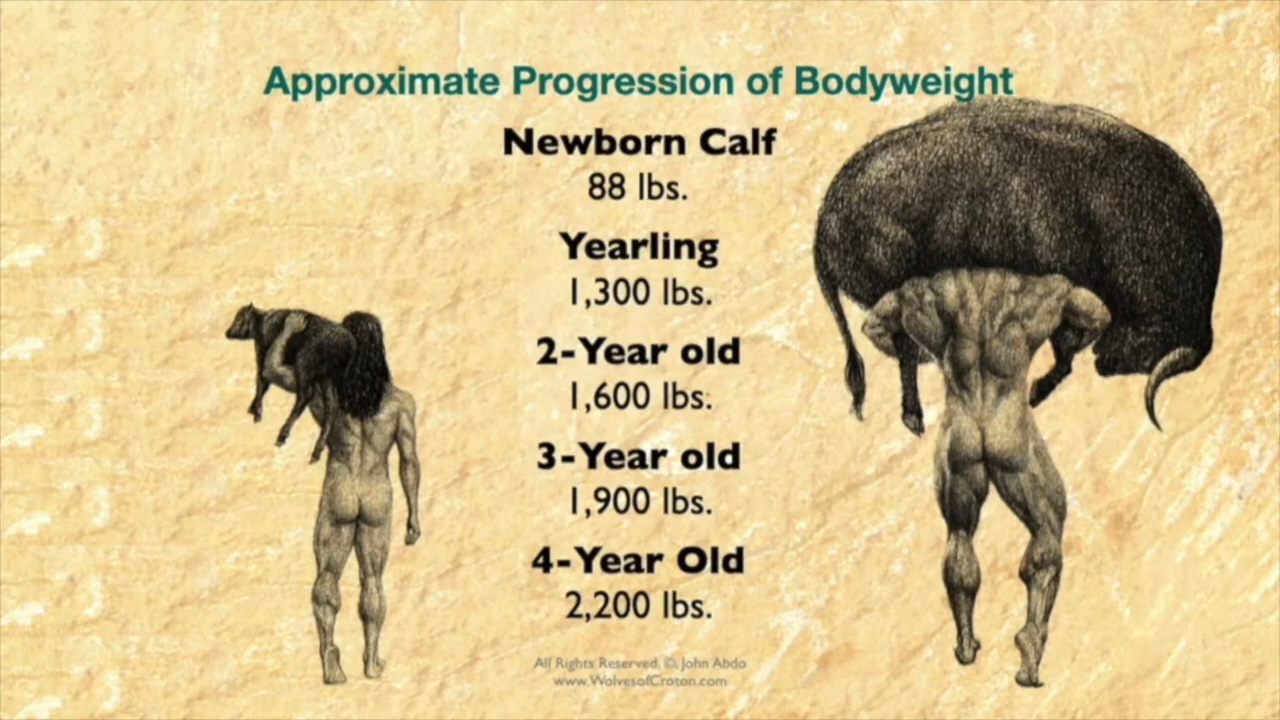 Approximate Progression of Bodyweight
Newborn Calf
88 lbs.
Yearling
1,300 lbs.
2-Year old
1,600 lbs.
3-Year old
1,900 lbs.
4-Year Old
2,200 lbs.
All Rights Reserved, ©, John Abdo
www.WolvesofCroton.com